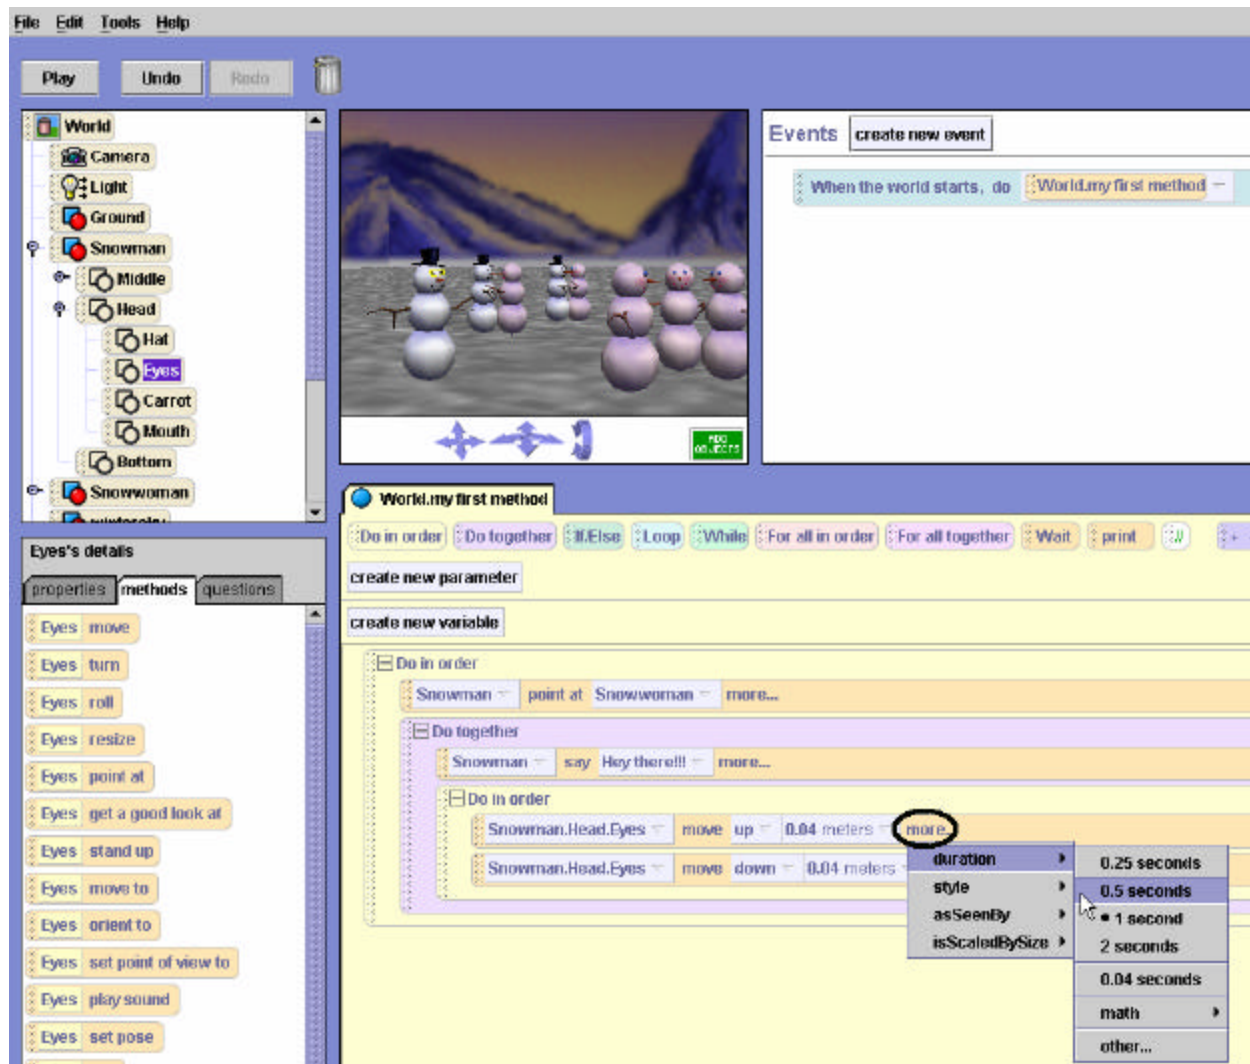 File Edit Tools Help
Play Undo Redo
World
Camera
Light
Ground
Snowman
Middle
Head
Hat
Eyes
Carrot
Mouth
Bottom
Snowwoman
ADD
OBJECTS
Events create new event
When the world starts, do World.my first method
Eyes's details
properties methods questions
Eyes move
Eyes turn
Eyes roll
Eyes resize
Eyes point at
Eyes get a good look at
Eyes stand up
Eyes move to
Eyes orient to
Eyes set point of view to
Eyes play sound
Eyes set pose
World.my first method
Do in order Do together If/Else Loop While For all in order For all together Wait print //
create new parameter
create new variable
Do in order
Snowman point at Snowwoman more...
Do together
Snowman say Hey there!!! more...
Do in order
Snowman.Head.Eyes move up 0.04 meters more..
Snowman.Head.Eyes move down 0.04 meters
duration
style
asSeenBy
isScaledBySize
0.25 seconds
0.5 seconds
1 second
2 seconds
0.04 seconds
math
other...